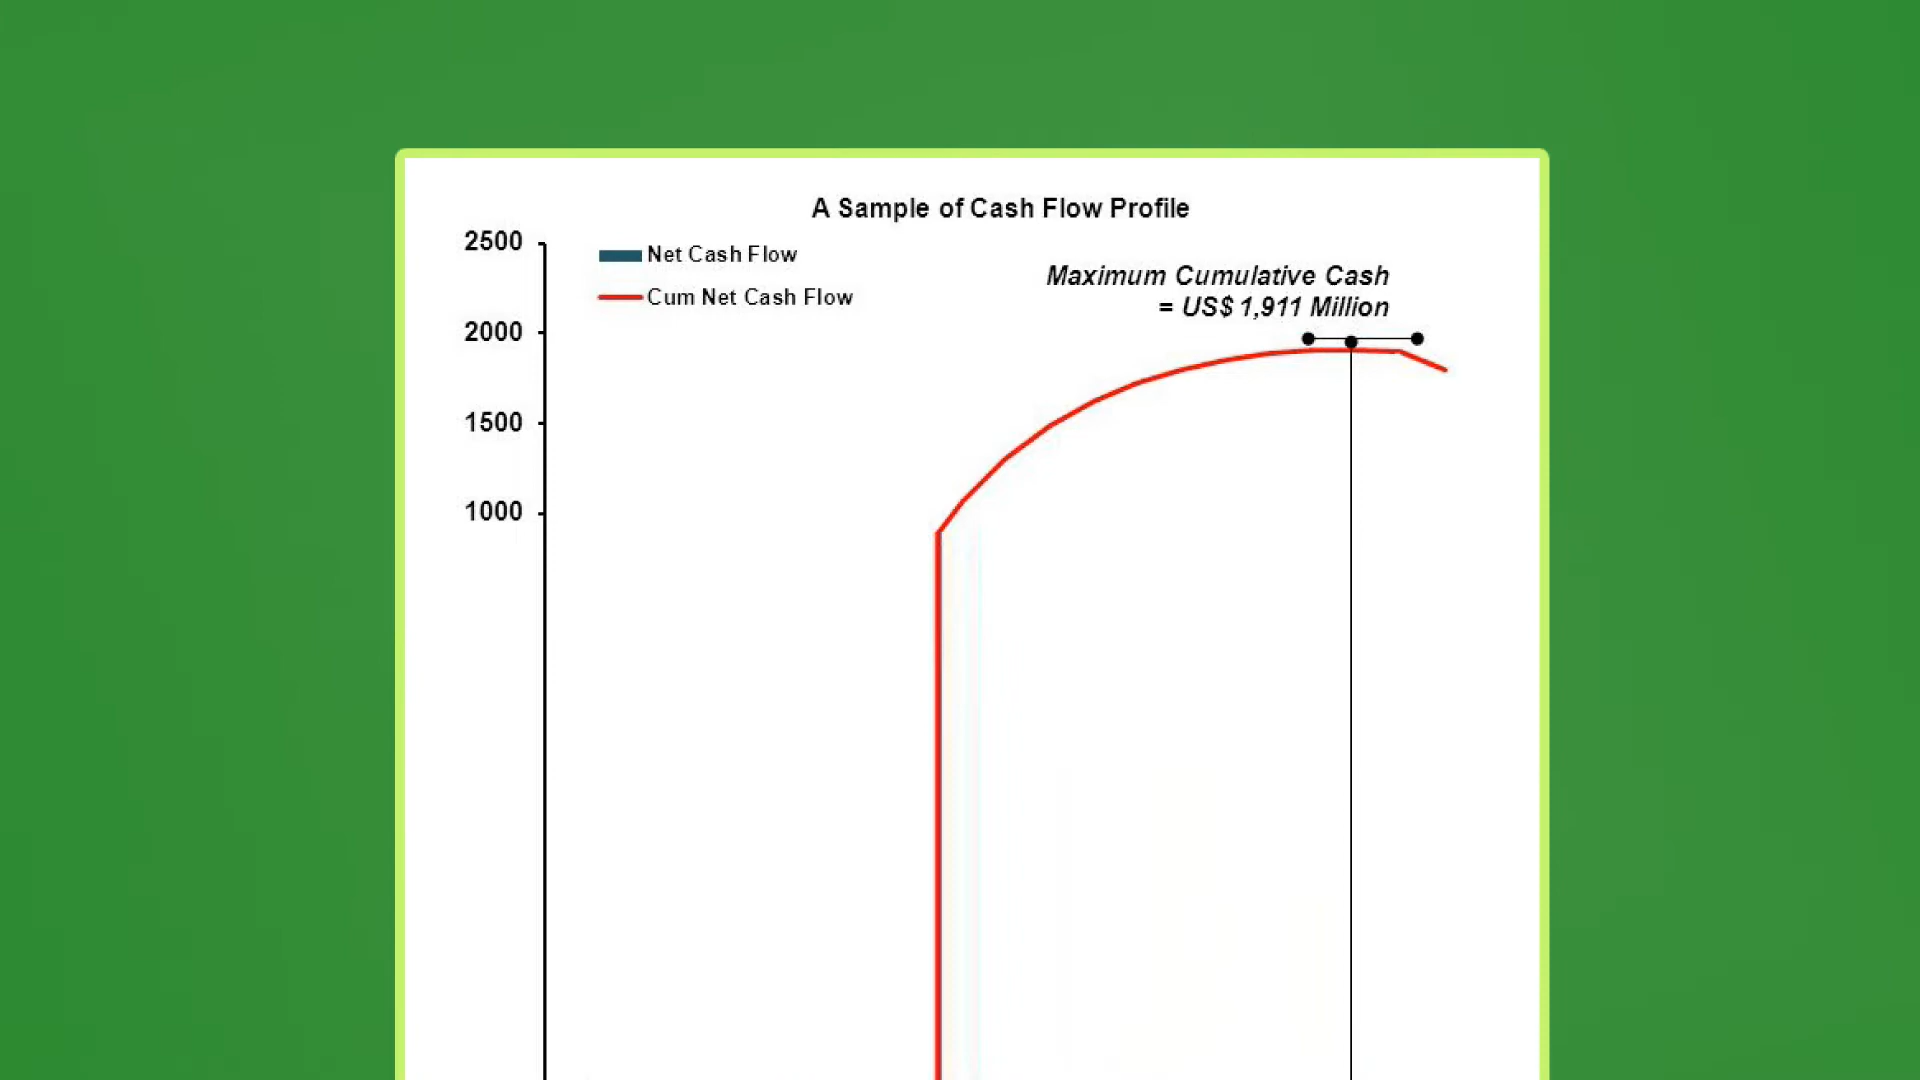 A Sample of Cash Flow Profile
2500
Net Cash Flow
Cum Net Cash Flow
Maximum Cumulative Cash
= US$ 1,911 Million
2000
1500
1000